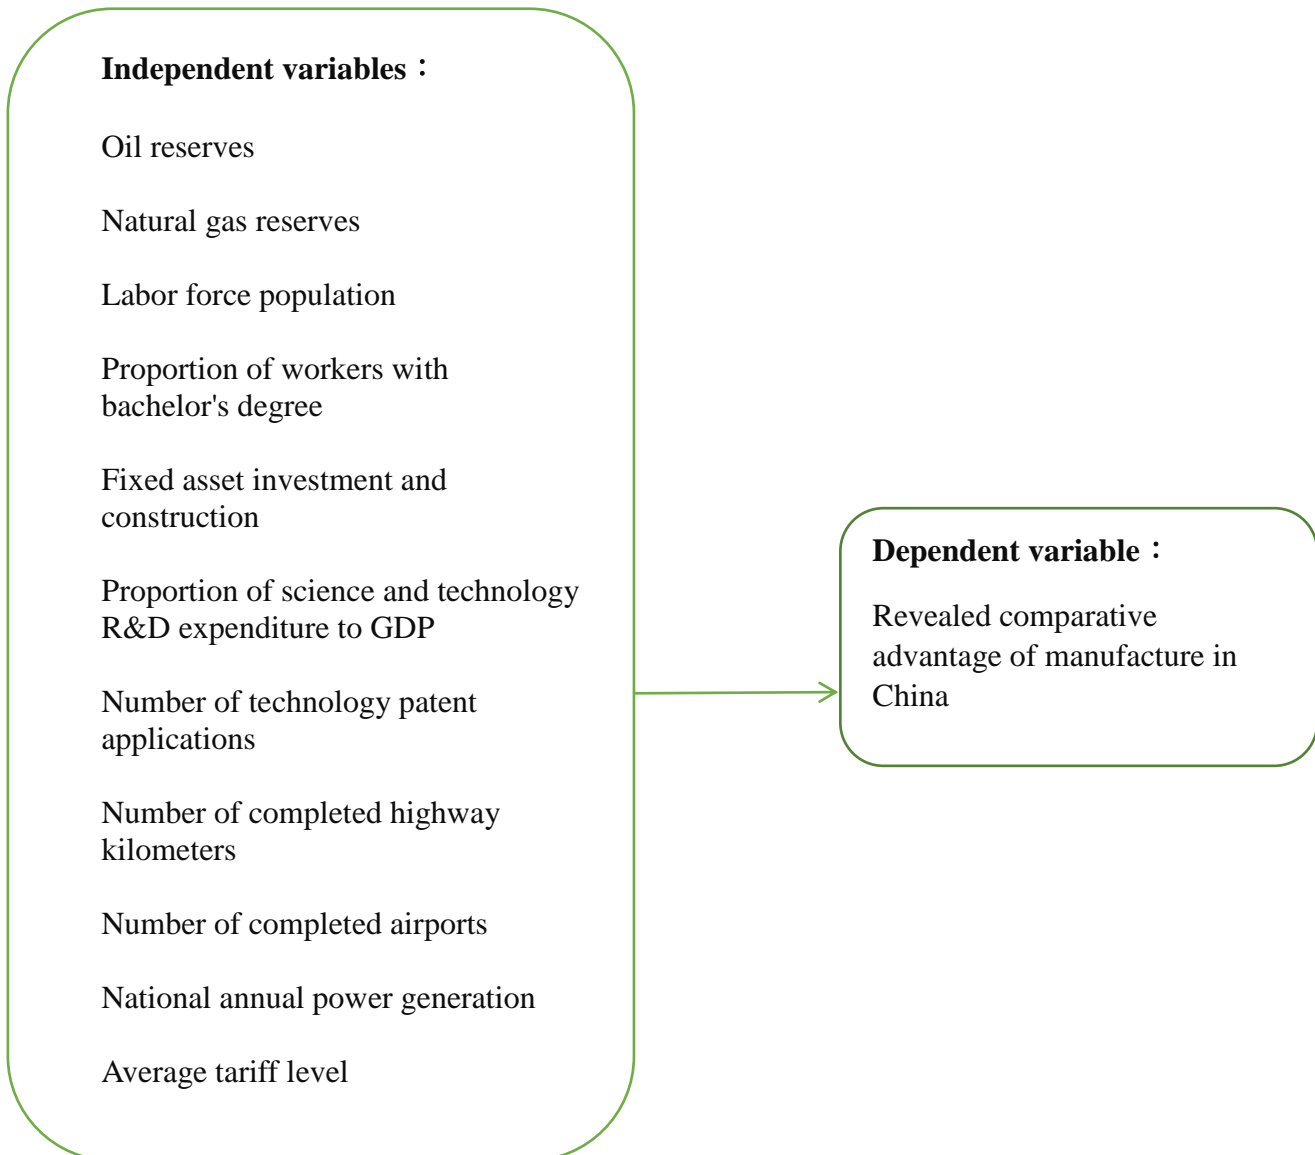 Independent variables：
Oil reserves
Natural gas reserves
Labor force population
Proportion of workers with
bachelor's degree
Fixed asset investment and
construction
Proportion of science and technology
R&D expenditure to GDP
Number of technology patent
applications
Number of completed highway
kilometers
Number of completed airports
National annual power generation
Average tariff level
Dependent variable：
Revealed comparative
advantage of manufacture in
China